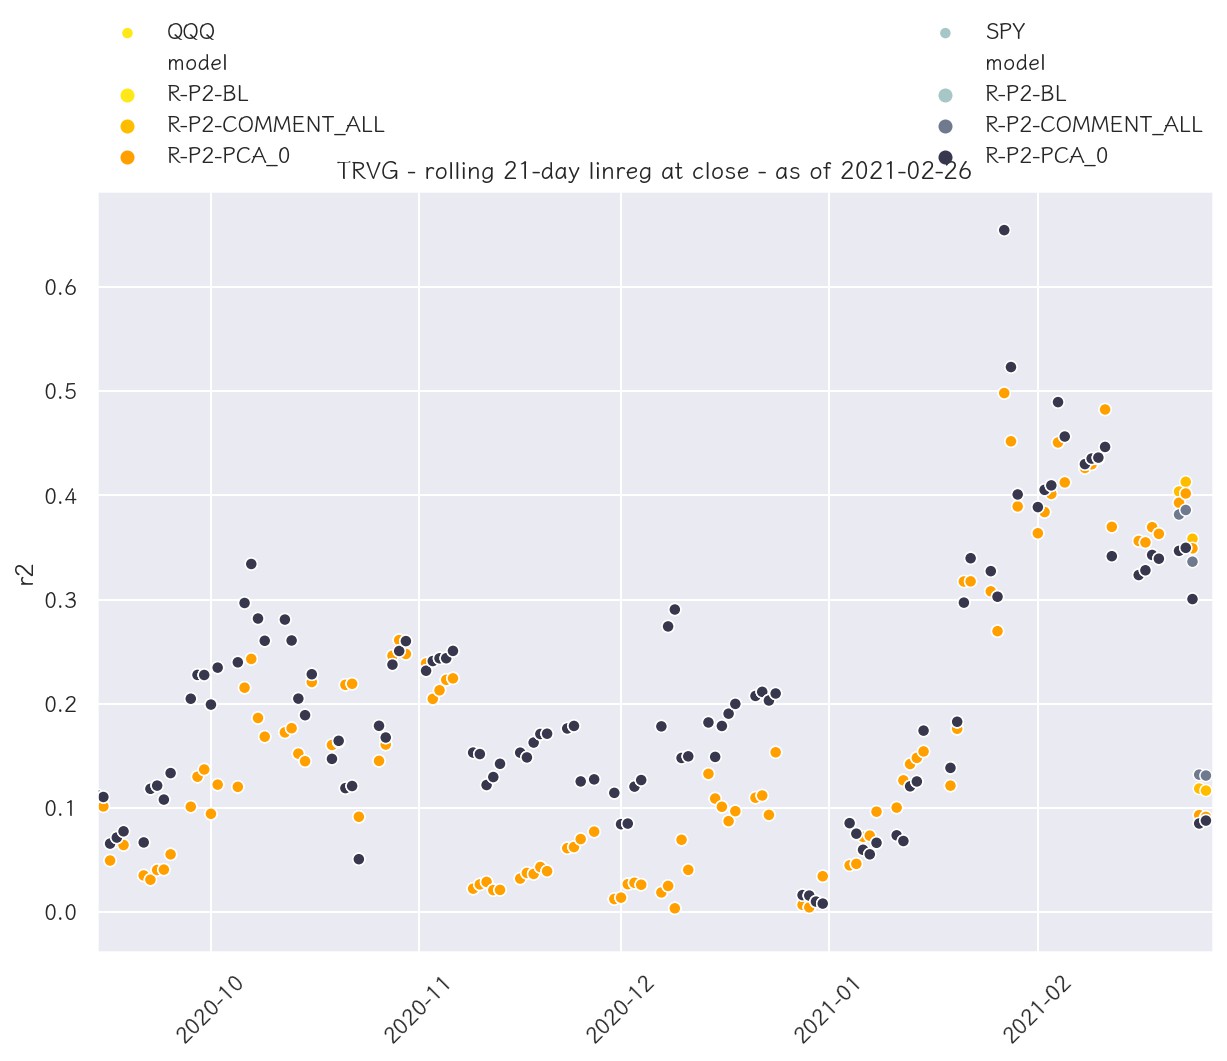 QQQ
model
R-P2-BL
R-P2-COMMENT_ALL
R-P2-PCA_0
SPY
model
R-P2-BL
R-P2-COMMENT_ALL
R-P2-PCA_0
TRVG - rolling 21-day linreg at close - as of 2021-02-26
r2
0.6
0.5
0.4
0.3
0.2
0.1
0.0
2020-10
2020-11
2020-12
2021-01
2021-02